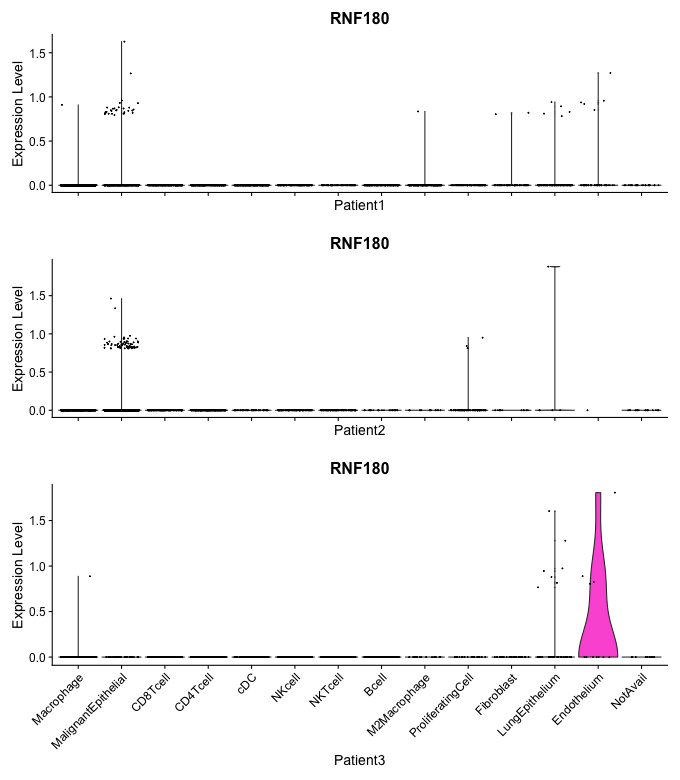 RNF180
Expression Level
1.5
1.0
0.5
0.0
Patient1
RNF180
Expression Level
1.5
1.0
0.5
0.0
Patient2
RNF180
Expression Level
1.5
1.0
0.5
0.0
Macrophage
MalignantEpithelial
CD8Tcell
CD4Tcell
cDC
NKcell
NKTcell
Bcell
M2Macrophage
ProliferatingCell
Fibroblast
LungEpithelium
Endothelium
NotAvail
Patient3